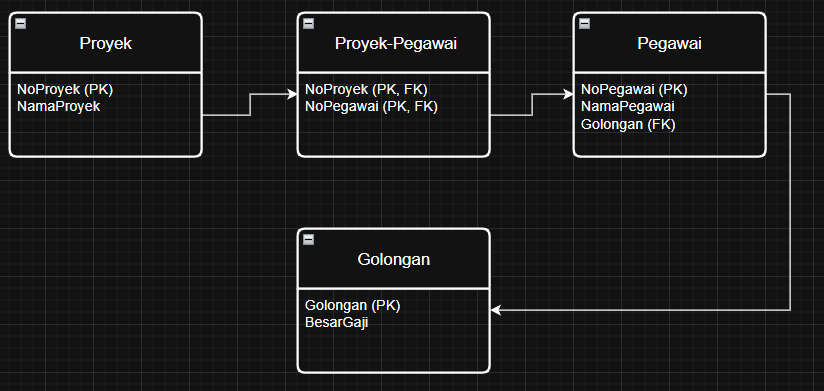 Proyek
NoProyek (PK)
NamaProyek
Proyek-Pegawai
NoProyek (PK, FK)
NoPegawai (PK, FK)
Pegawai
NoPegawai (PK)
NamaPegawai
Golongan (FK)
Golongan
Golongan (PK)
BesarGaji